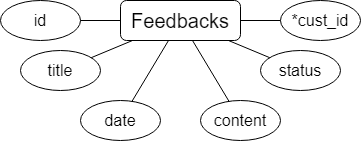 id
Feedbacks
*cust_id
title
status
date
content